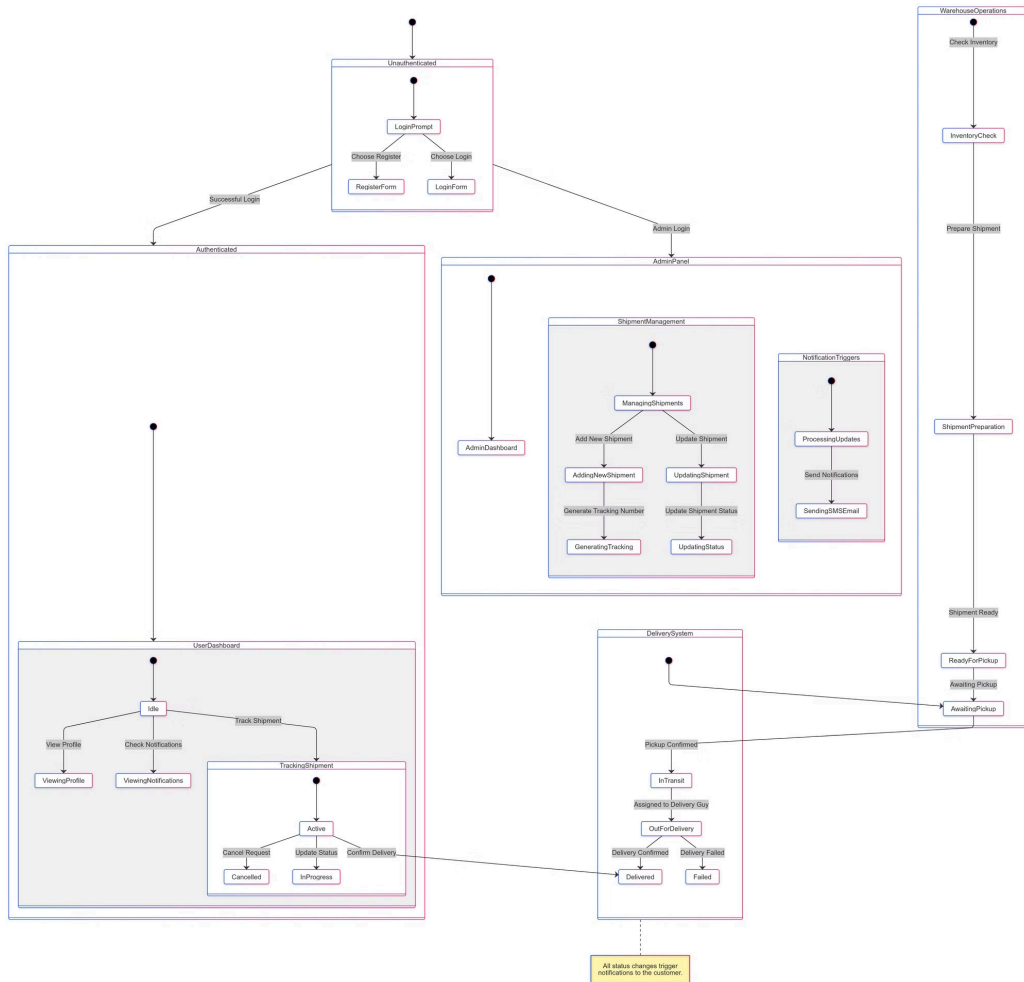 WarehouseOperations
Check Inventory
Unauthenticated
LoginPrompt
InventoryCheck
Choose Register
Choose Login
RegisterForm
LoginForm
Successful Login
Admin Login
Prepare Shipment
Authenticated
AdminPanel
ShipmentManagement
NotificationTriggers
ManagingShipments
ShipmentPreparation
Add New Shipment
Update Shipment
ProcessingUpdates
AdminDashboard
AddingNewShipment
UpdatingShipment
Send Notifications
Generate Tracking Number
Update Shipment Status
SendingSMSEmail
GeneratingTracking
UpdatingStatus
Shipment Ready
DeliverySystem
UserDashboard
ReadyForPickup
Awaiting Pickup
Idle
AwaitingPickup
Track Shipment
View Profile
Check Notifications
Pickup Confirmed
TrackingShipment
ViewingProfile
ViewingNotifications
InTransit
Assigned to Delivery Guy
Active
OutForDelivery
Cancel Request
Update Status
Confirm Delivery
Delivery Confirmed
Delivery Failed
Cancelled
InProgress
Delivered
Failed
All status changes trigger
notifications to the customer.